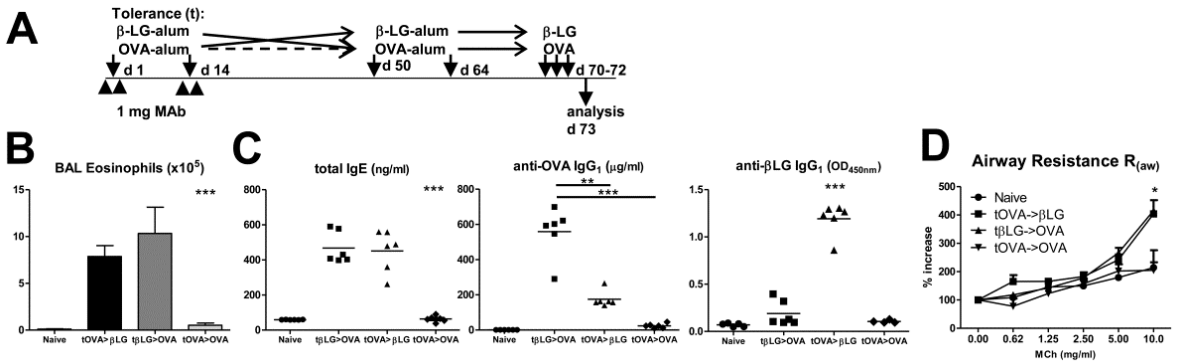 A
Tolerance (t):
β-LG-alum
β-LG-alum
β-LG
OVA-alum
OVA-alum
OVA
d 1
d 14
d 50
d 64
d 70-72
1 mg MAb
analysis
d 73
B
BAL Eosinophils (x10⁵)
15
10
5
0
***
Naive
tOVA>βLG
tβLG>OVA
tOVA>OVA
C
total IgE (ng/ml)
800
600
400
200
0
***
Naive
tβLG>OVA
tOVA>βLG
tOVA>OVA
anti-OVA IgG₁ (μg/ml)
800
600
400
200
0
**
***
Naive
tβLG>OVA
tOVA>βLG
tOVA>OVA
anti-βLG IgG₁ (OD₄₅₀ₙₘ)
1.5
1.0
0.5
0.0
***
Naive
tβLG>OVA
tOVA>βLG
tOVA>OVA
D
Airway Resistance R₍ₐw₎
% increase
500
400
300
200
100
0
Naive
tOVA->βLG
tβLG->OVA
tOVA->OVA
*
0.00
0.62
1.25
2.50
5.00
10.0
MCh (mg/ml)